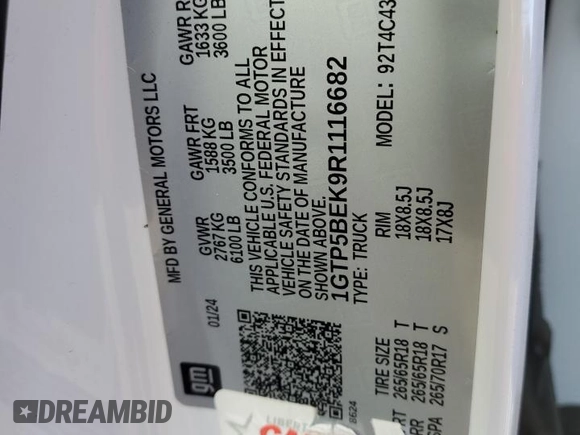 MFD BY GENERAL MOTORS LLC
gm
01/24
GVWR
2767 KG
6100 LB
GAWR FRT
1588 KG
3500 LB
GAWR R
1633 KG
3600 LB
THIS VEHICLE CONFORMS TO ALL
APPLICABLE U.S. FEDERAL MOTOR
VEHICLE SAFETY STANDARDS IN EFFECT
ON THE DATE OF MANUFACTURE
SHOWN ABOVE.
1GTP5BEK9R1116682
TYPE: TRUCK
MODEL: 92T4C43
TIRE SIZE RIM
RT 265/65R18 T 18X8.5J
RR 265/65R18 T 18X8.5J
SPA 265/70R17 S 17X8J
8624
LIBERT
DREAMBID